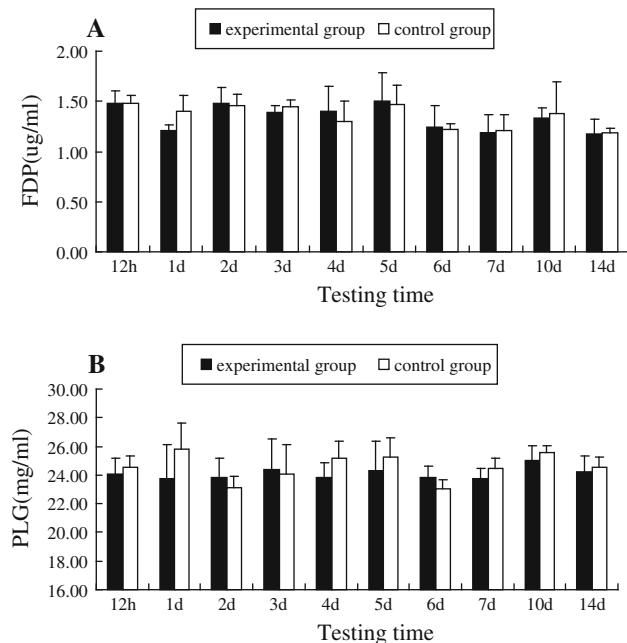 A
experimental group control group
2.00
1.50
1.00
0.50
0.00
FDP(ug/ml)
12h 1d 2d 3d 4d 5d 6d 7d 10d 14d
Testing time
B
experimental group control group
30.00
28.00
26.00
24.00
22.00
20.00
18.00
16.00
PLG(mg/ml)
12h 1d 2d 3d 4d 5d 6d 7d 10d 14d
Testing time